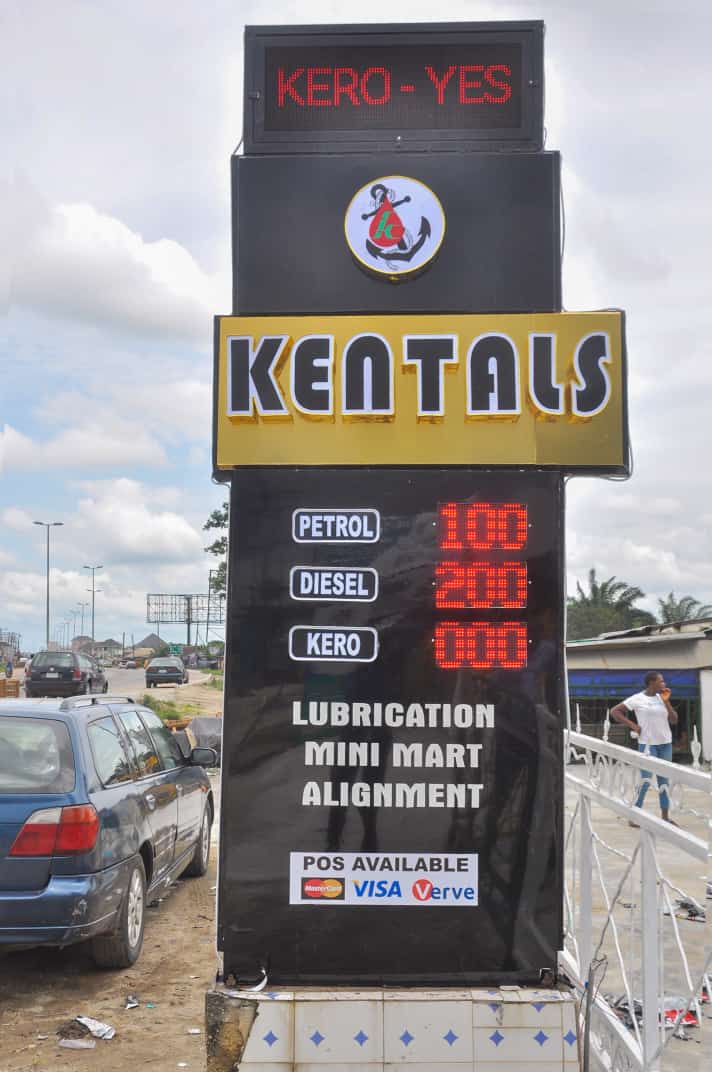 KERO - YES
k
KENTALS
PETROL 100
DIESEL 200
KERO 000
LUBRICATION
MINI MART
ALIGNMENT
POS AVAILABLE
MasterCard VISA Verve